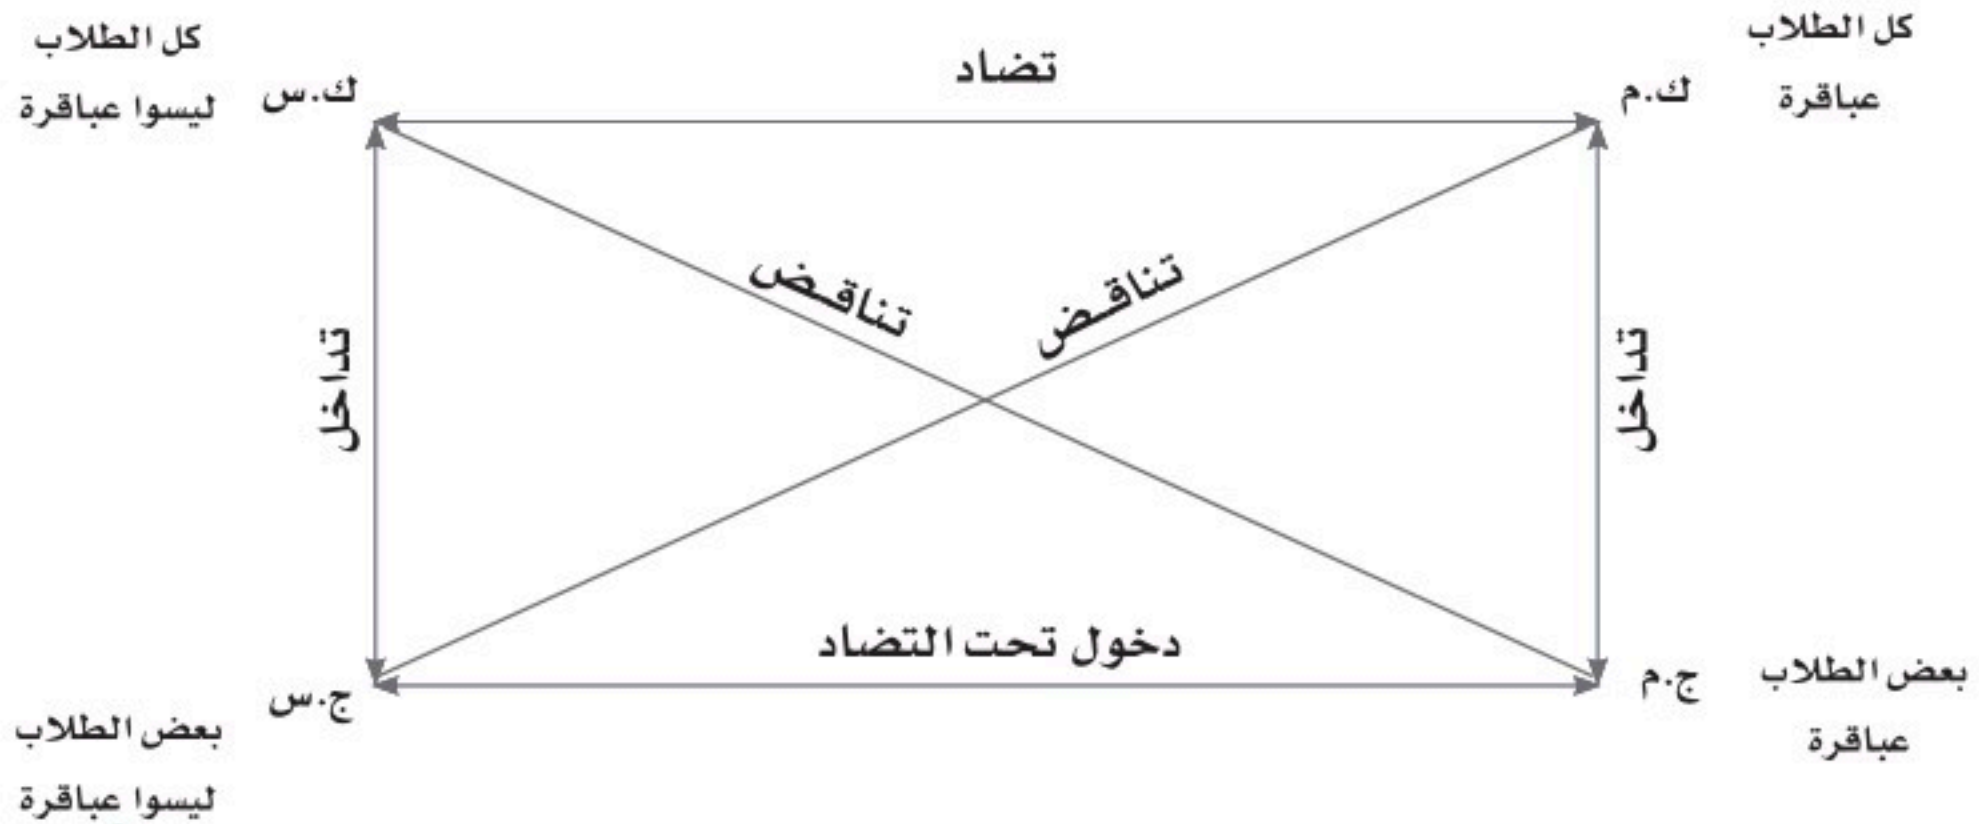 كل الطلاب
عباقرة
ك.م
تضاد
كل الطلاب
ليسوا عباقرة
ك.س
تناقض
تناقض
تداخل
تداخل
دخول تحت التضاد
بعض الطلاب
عباقرة
ج.م
ج.س
بعض الطلاب
ليسوا عباقرة